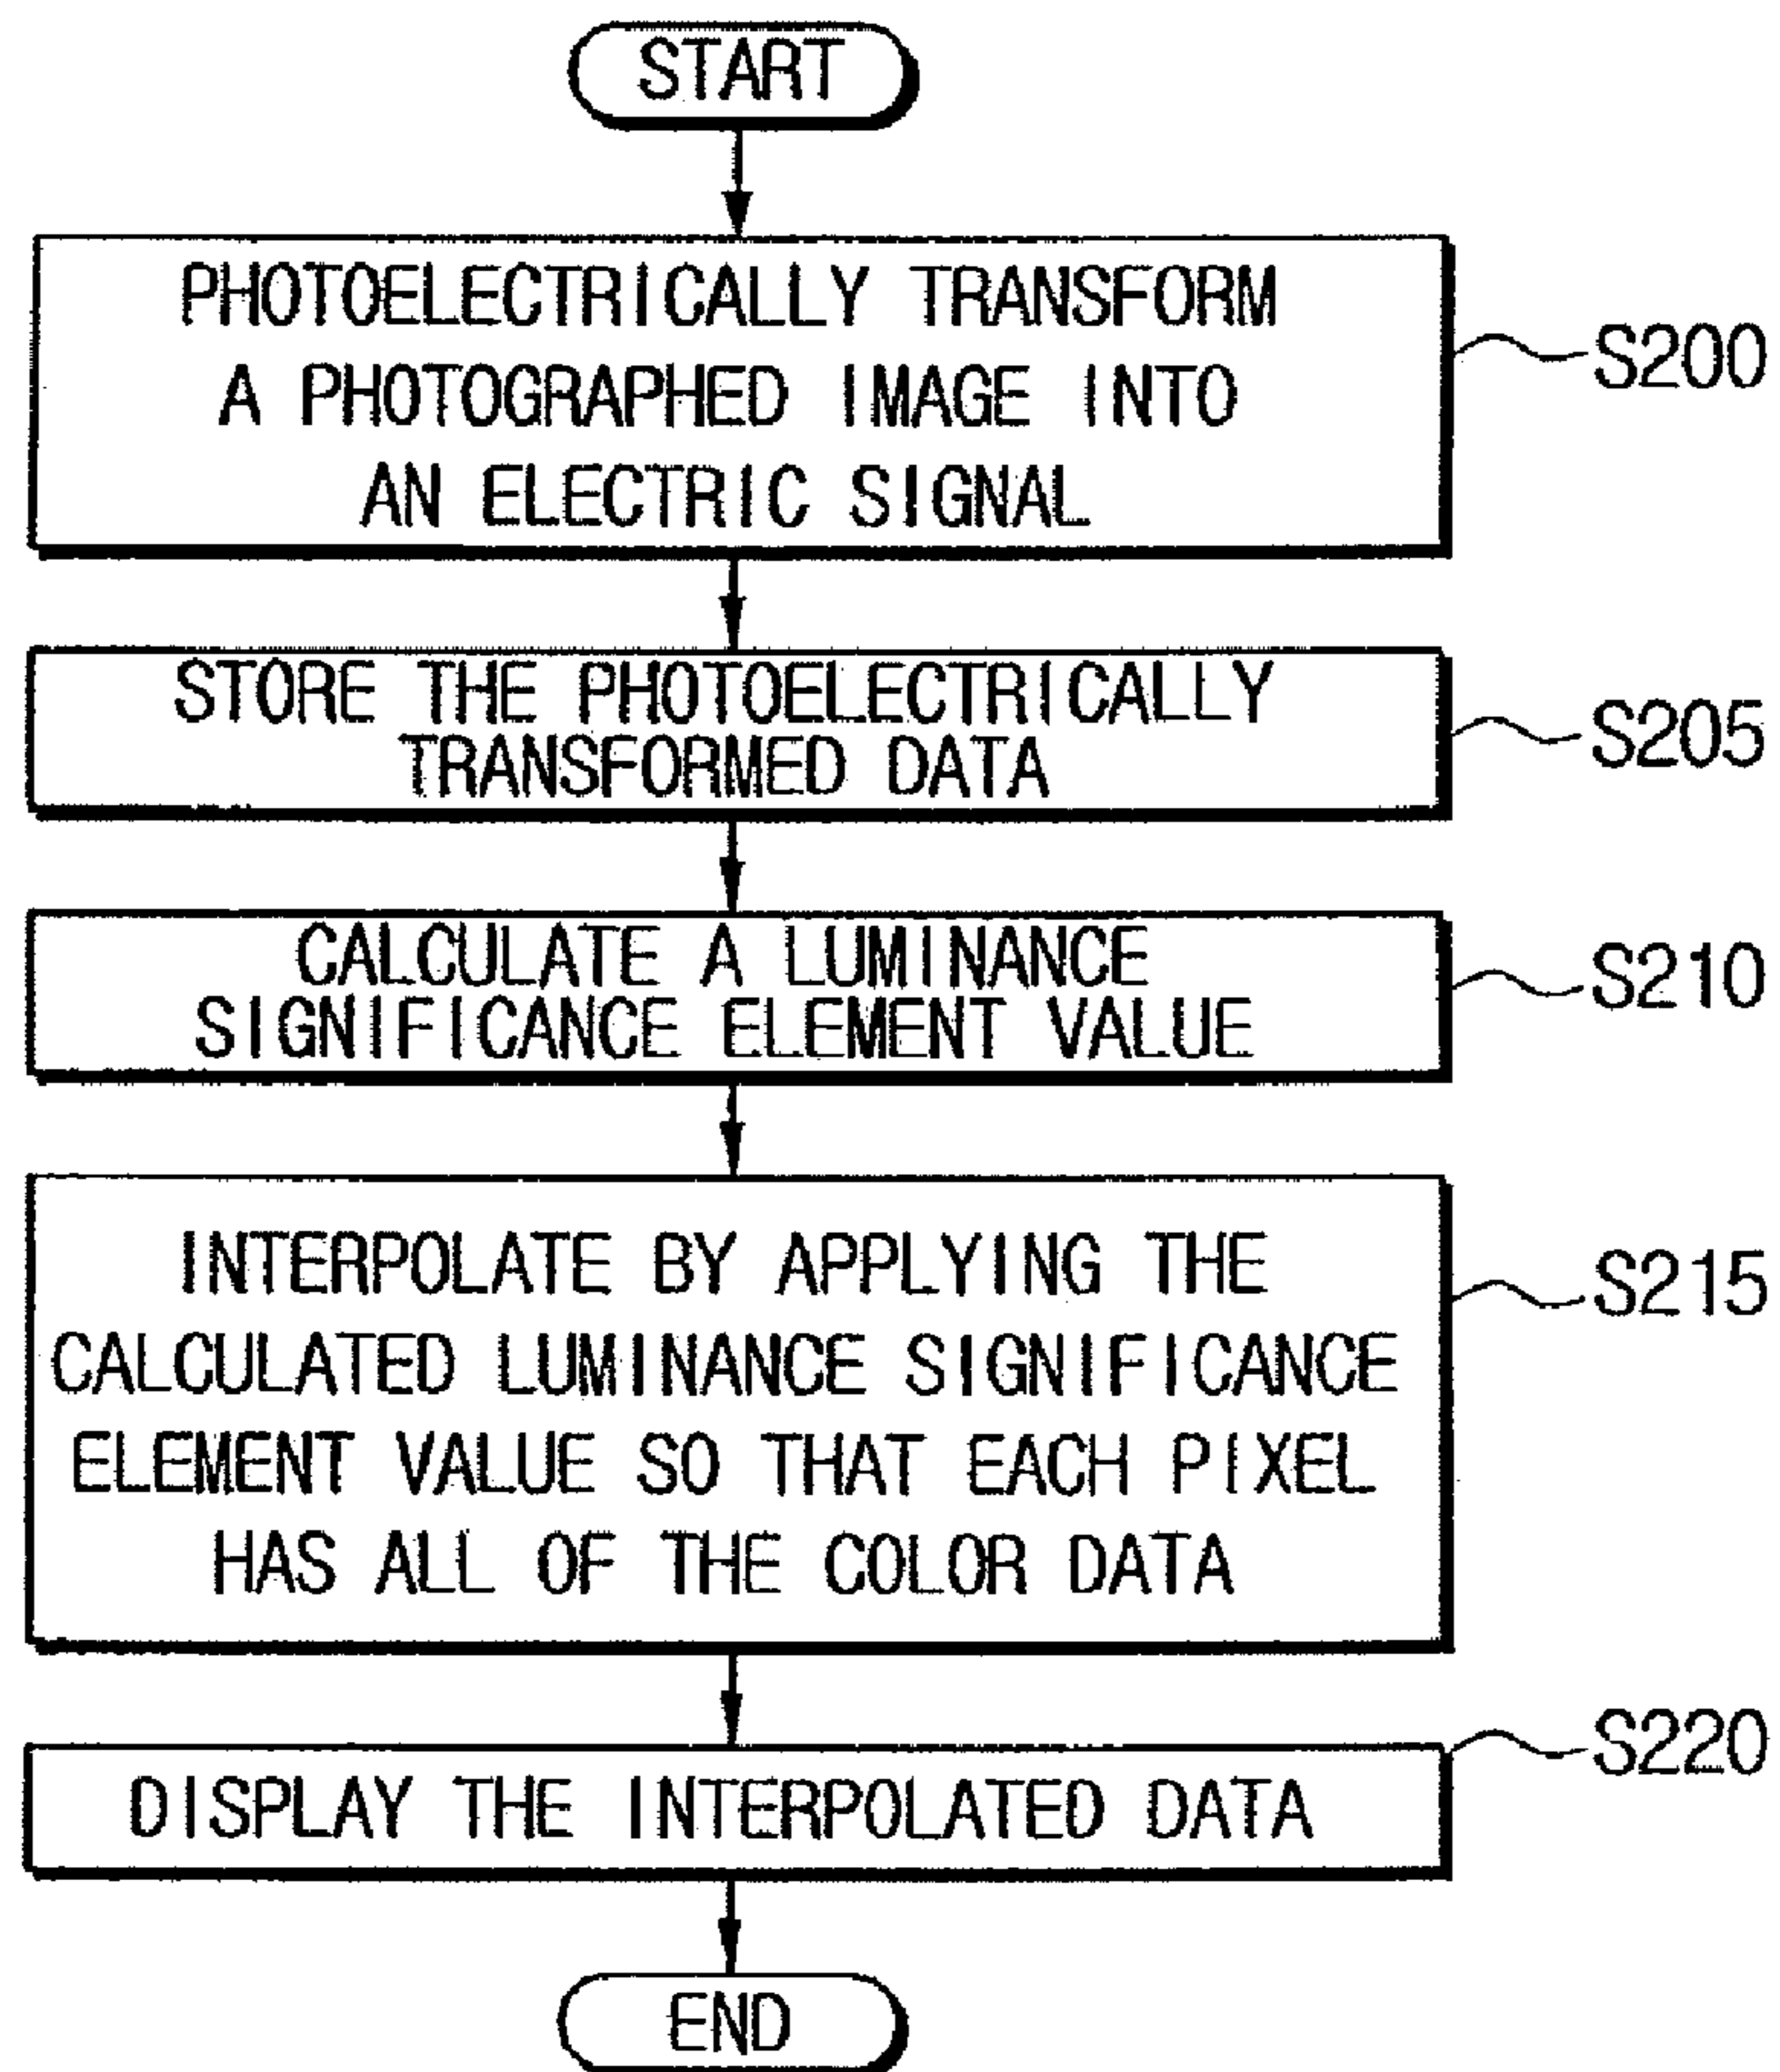 START
PHOTOELECTRICALLY TRANSFORM
A PHOTOGRAPHED IMAGE INTO
AN ELECTRIC SIGNAL
S200
STORE THE PHOTOELECTRICALLY
TRANSFORMED DATA
S205
CALCULATE A LUMINANCE
SIGNIFICANCE ELEMENT VALUE
S210
INTERPOLATE BY APPLYING THE
CALCULATED LUMINANCE SIGNIFICANCE
ELEMENT VALUE SO THAT EACH PIXEL
HAS ALL OF THE COLOR DATA
S215
DISPLAY THE INTERPOLATED DATA
S220
END